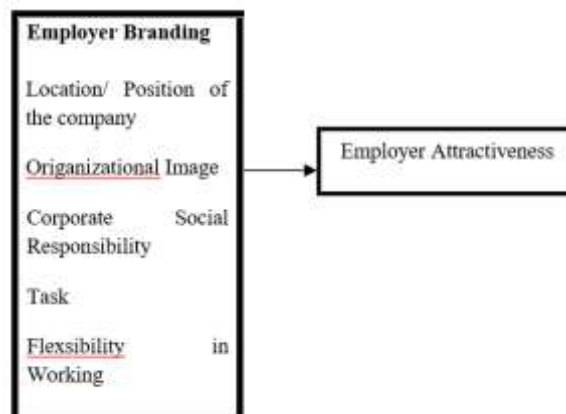 Employer Branding
Location/ Position of
the company
Origanizational Image
Corporate Social
Responsibility
Task
Flexsibility in
Working
Employer Attractiveness